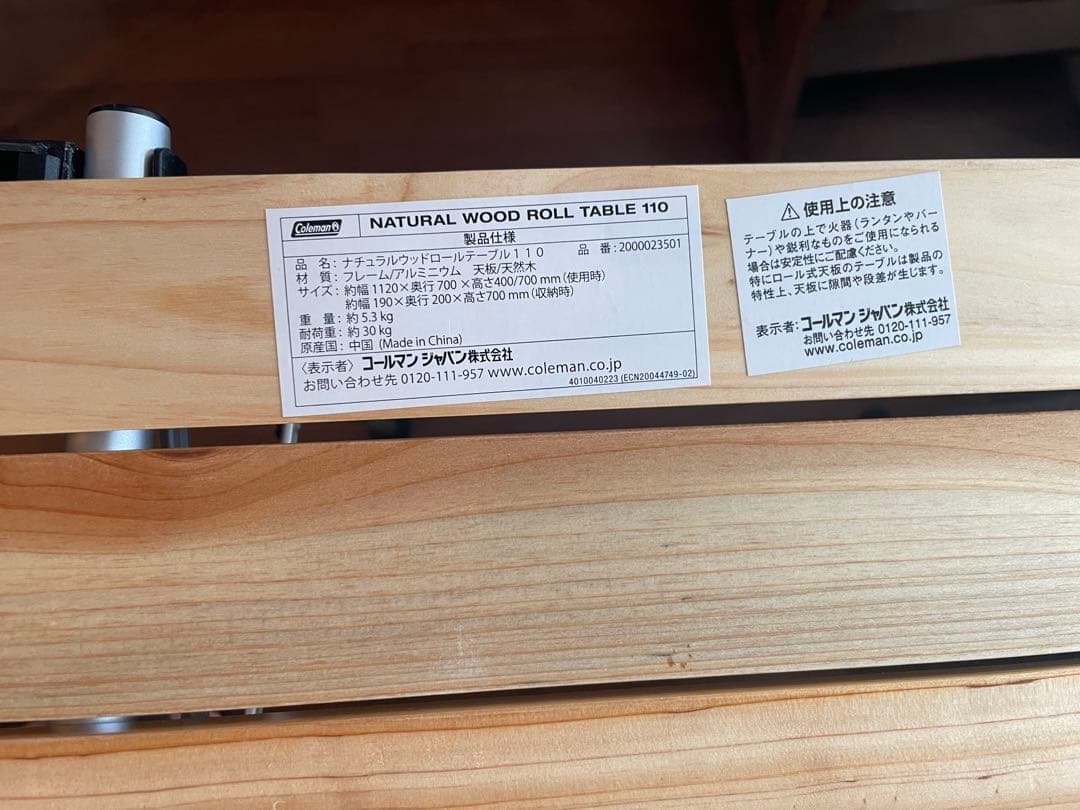 Coleman
NATURAL WOOD ROLL TABLE 110
製品仕様
品 名：ナチュラルウッドロールテーブル１１０ 品 番：2000023501
材 質：フレーム/アルミニウム 天板/天然木
サイズ：約幅 1120×奥行 700 ×高さ400/700 mm（使用時）
約幅 190×奥行 200×高さ700 mm（収納時）
重 量：約 5.3 kg
耐荷重：約 30 kg
原産国：中国（Made in China）
〈表示者〉コールマン ジャパン株式会社
お問い合わせ先 0120-111-957 www.coleman.co.jp
4010040223 (ECN20044749-02)
⚠ 使用上の注意
テーブルの上で火器（ランタンやバー
ナー）や鋭利なものをご使用になられる
場合は安定性にご配慮ください。
特にロール式天板のテーブルは製品の
特性上、天板に隙間や段差が生じます。
表示者：コールマン ジャパン株式会社
お問い合わせ先 0120-111-957
www.coleman.co.jp